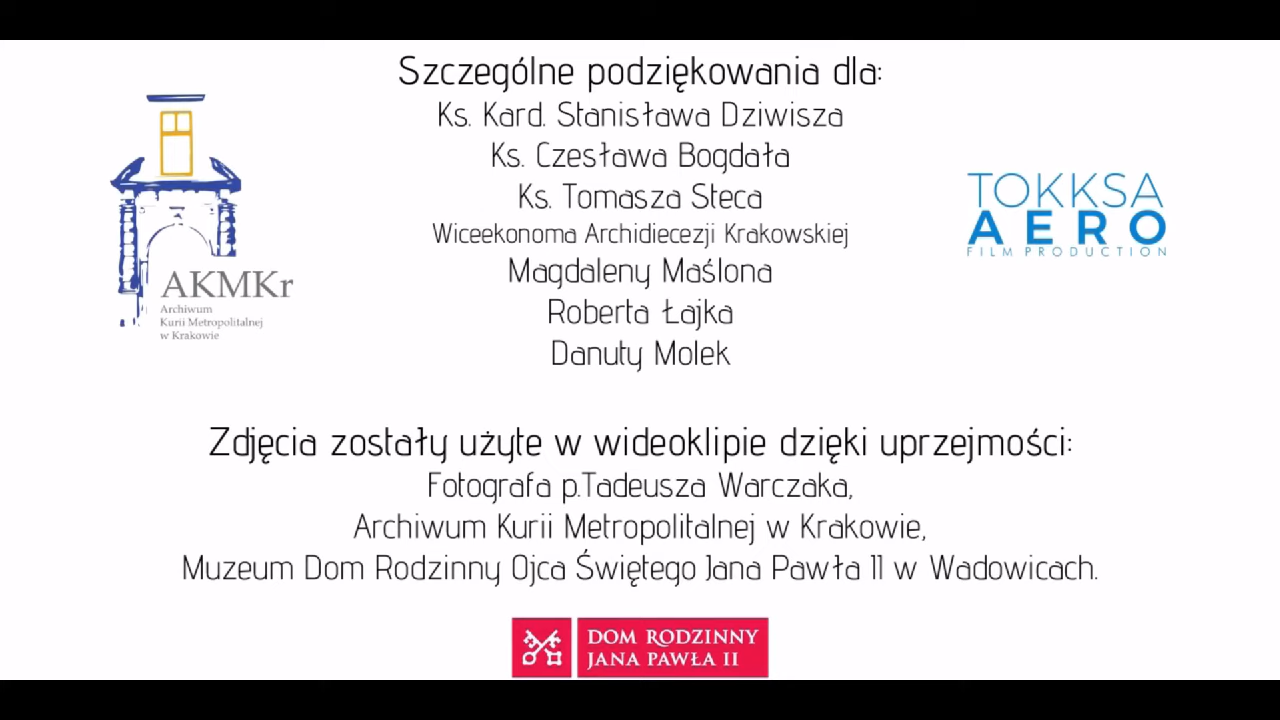 Szczególne podziękowania dla:
Ks. Kard. Stanisława Dziwisza
Ks. Czesława Bogdała
Ks. Tomasza Steca
Wiceekonoma Archidiecezji Krakowskiej
Magdaleny Maślona
Roberta Łajka
Danuty Molek
AKMKr
Archiwum
Kurii Metropolitalnej
w Krakowie
TOKKSA
AERO
FILM PRODUCTION
Zdjęcia zostały użyte w wideoklipie dzięki uprzejmości:
Fotografa p.Tadeusza Warczaka,
Archiwum Kurii Metropolitalnej w Krakowie,
Muzeum Dom Rodzinny Ojca Świętego Jana Pawła II w Wadowicach.
DOM RODZINNY
JANA PAWŁA II